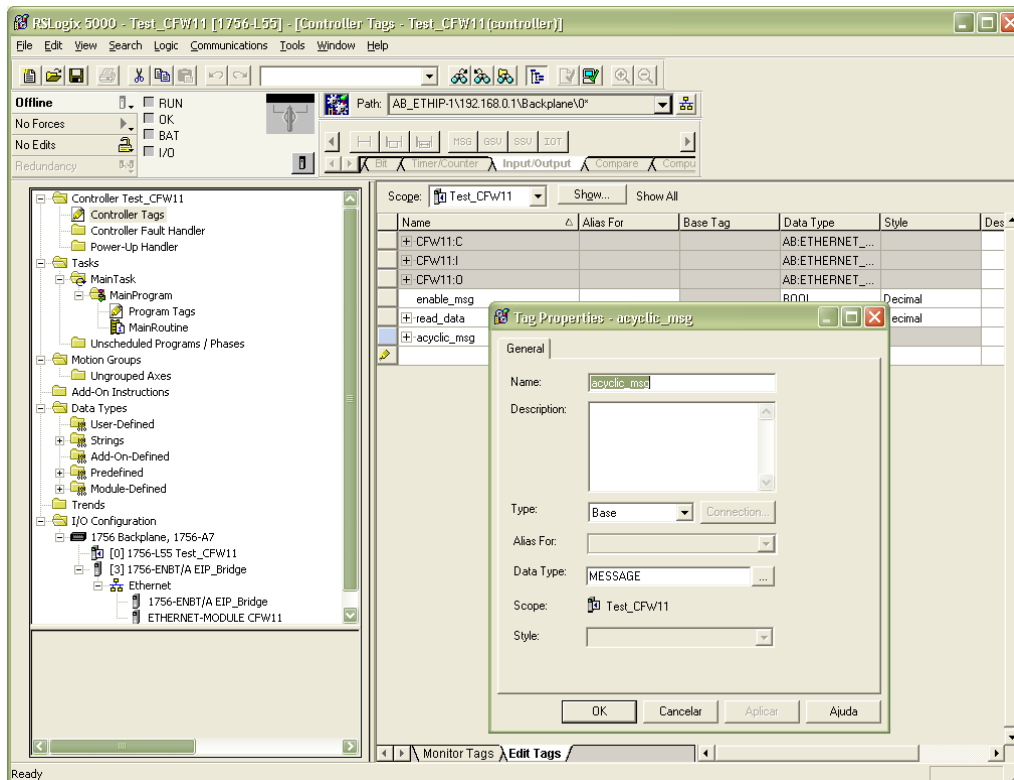 RSLogix 5000 - Test_CFW11 [1756-L55] - [Controller Tags - Test_CFW11(controller)]
File Edit View Search Logic Communications Tools Window Help
Offline RUN
No Forces OK
No Edits BAT
Redundancy I/O
Path: AB_ETHIP-1\192.168.0.1\Backplane\0*
MSG GSV SSV IOT
Bit Timer/Counter Input/Output Compare Compu
Controller Test_CFW11
Controller Tags
Controller Fault Handler
Power-Up Handler
Tasks
MainTask
MainProgram
Program Tags
MainRoutine
Unscheduled Programs / Phases
Motion Groups
Ungrouped Axes
Add-On Instructions
Data Types
User-Defined
Strings
Add-On-Defined
Predefined
Module-Defined
Trends
I/O Configuration
1756 Backplane, 1756-A7
[0] 1756-L55 Test_CFW11
[3] 1756-ENBT/A EIP_Bridge
Ethernet
1756-ENBT/A EIP_Bridge
ETHERNET-MODULE CFW11
Scope: Test_CFW11 Show... Show All
Name Alias For Base Tag Data Type Style Des
CFW11:C AB:ETHERNET_...
CFW11:I AB:ETHERNET_...
CFW11:O AB:ETHERNET_...
enable_msg BOOL Decimal
read_data ecimal
acyclic_msg
Tag Properties - acyclic_msg
General
Name: acyclic_msg
Description:
Type: Base Connection...
Alias For:
Data Type: MESSAGE ...
Scope: Test_CFW11
Style:
OK Cancelar Aplicar Ajuda
Monitor Tags Edit Tags
Ready